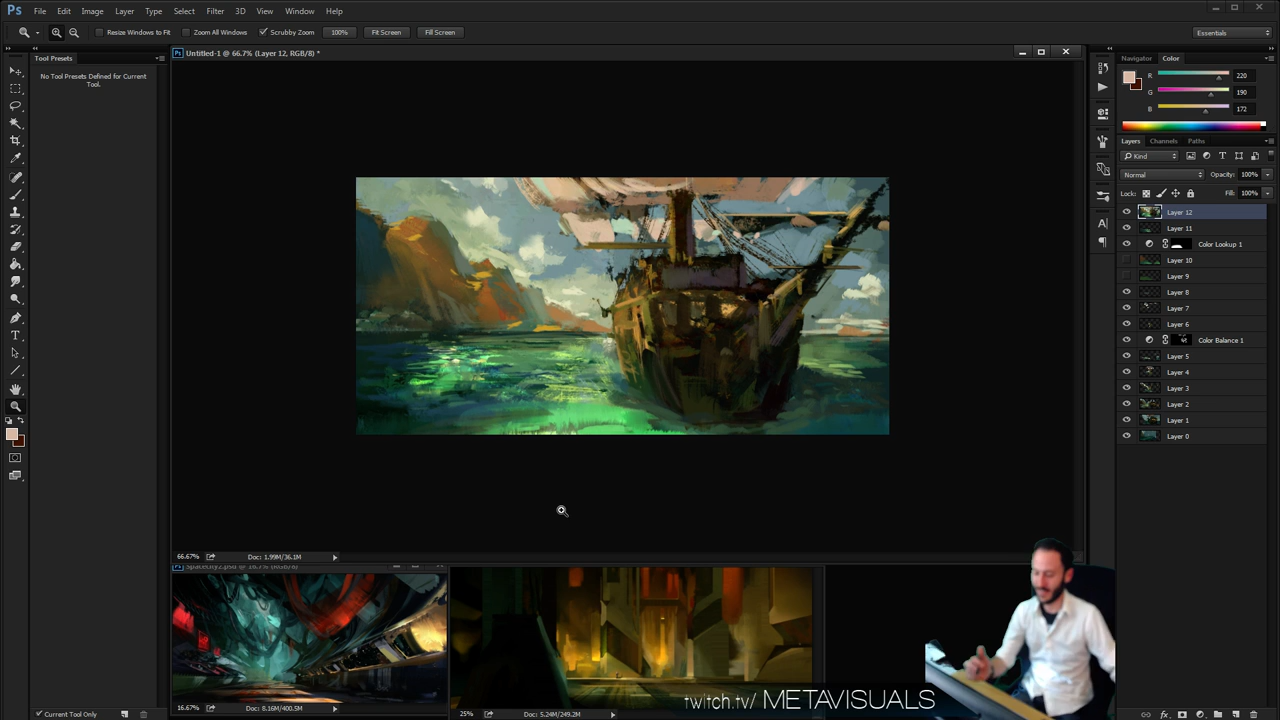 Ps File Edit Image Layer Type Select Filter 3D View Window Help
Resize Windows to Fit Zoom All Windows Scrubby Zoom 100% Fit Screen Fill Screen Essentials
Tool Presets
No Tool Presets Defined for Current
Tool.
Current Tool Only
Untitled-1 @ 66.7% (Layer 12, RGB/8) *
66.67% Doc: 1.99M/36.1M
Spacecity2.psd @ 16.7% (RGB/8)
16.67% Doc: 8.16M/400.5M
25% Doc: 5.24M/249.2M
twitch.tv/ METAVISUALS
Navigator Color
R 220
G 190
B 172
Layers Channels Paths
Kind
Normal Opacity: 100%
Lock: Fill: 100%
Layer 12
Layer 11
Color Lookup 1
Layer 10
Layer 9
Layer 8
Layer 7
Layer 6
Color Balance 1
Layer 5
Layer 4
Layer 3
Layer 2
Layer 1
Layer 0